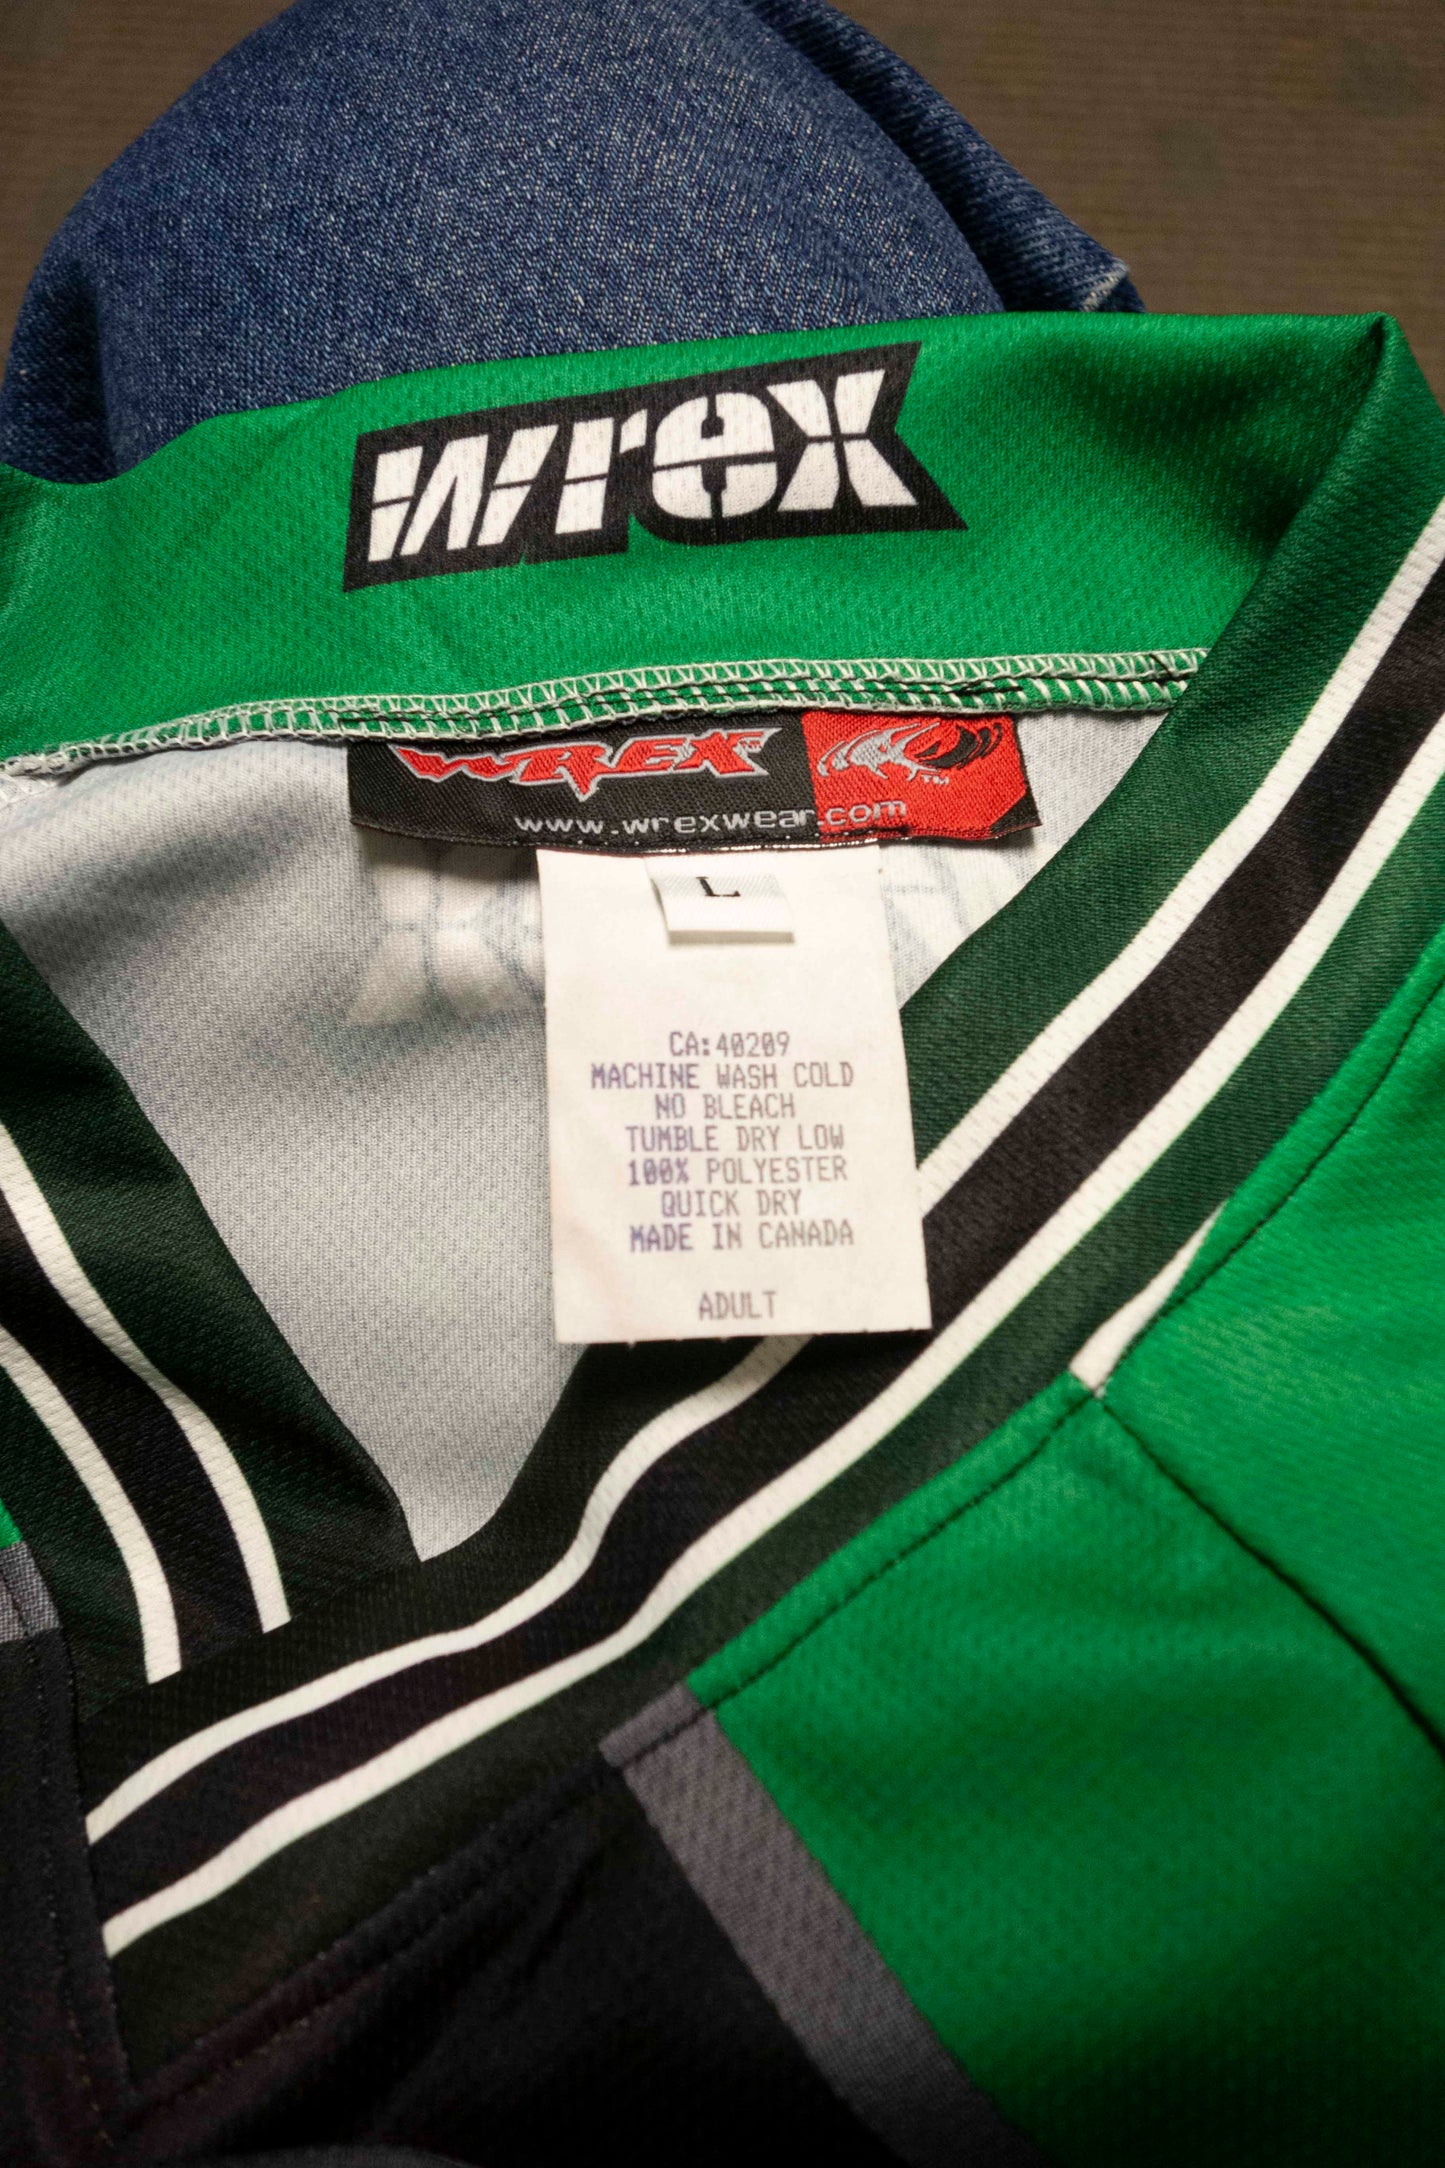 wrex
WREX
TM
www.wrexwear.com
L
CA:40209
MACHINE WASH COLD
NO BLEACH
TUMBLE DRY LOW
100% POLYESTER
QUICK DRY
MADE IN CANADA
ADULT